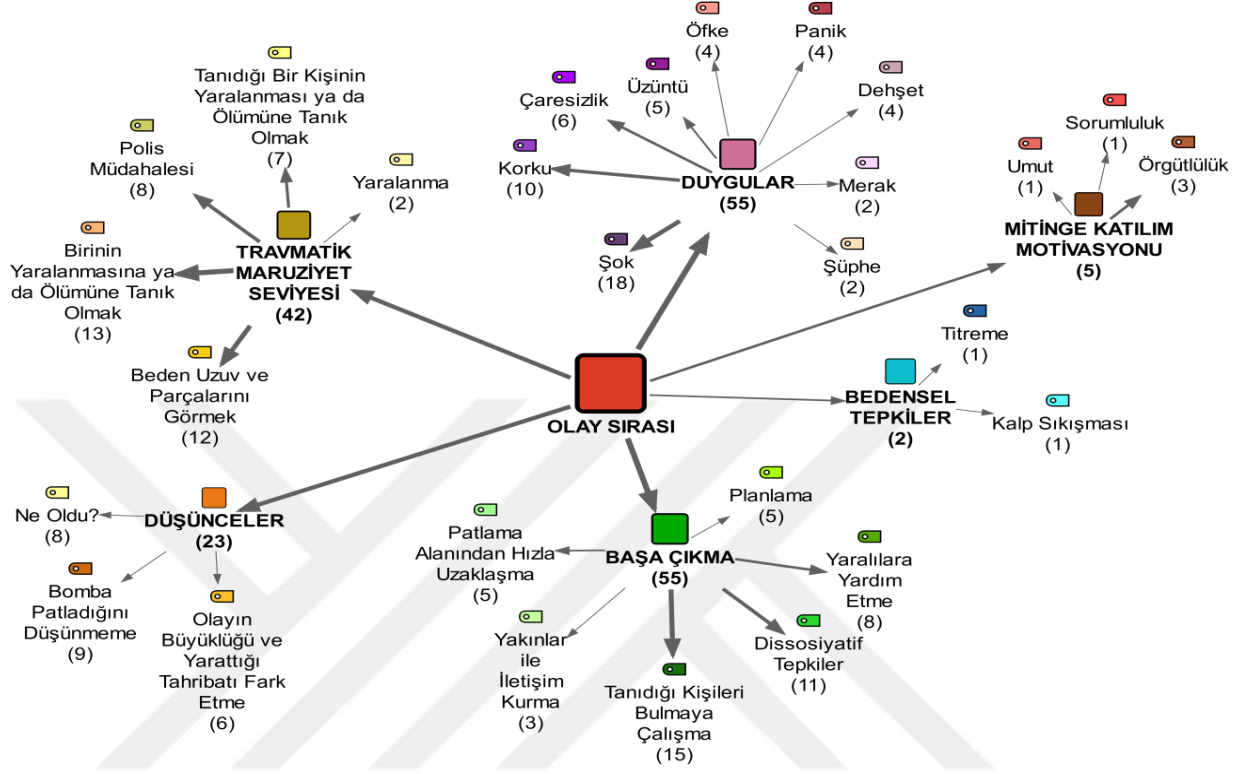 OLAY SIRASI
TRAVMATİK
MARUZİYET
SEVİYESİ
(42)
Tanıdığı Bir Kişinin
Yaralanması ya da
Ölümüne Tanık
Olmak
(7)
Polis
Müdahalesi
(8)
Yaralanma
(2)
Birinin
Yaralanmasına ya
da Ölümüne Tanık
Olmak
(13)
Beden Uzuv ve
Parçalarını
Görmek
(12)
DUYGULAR
(55)
Öfke
(4)
Panik
(4)
Üzüntü
(5)
Dehşet
(4)
Çaresizlik
(6)
Korku
(10)
Merak
(2)
Şok
(18)
Şüphe
(2)
MİTİNGE KATILIM
MOTİVASYONU
(5)
Sorumluluk
(1)
Umut
(1)
Örgütlülük
(3)
BEDENSEL
TEPKİLER
(2)
Titreme
(1)
Kalp Sıkışması
(1)
DÜŞÜNCELER
(23)
Ne Oldu?
(8)
Bomba
Patladığını
Düşünmeme
(9)
Olayın
Büyüklüğü ve
Yarattığı
Tahribatı Fark
Etme
(6)
BAŞA ÇIKMA
(55)
Planlama
(5)
Patlama
Alanından Hızla
Uzaklaşma
(5)
Yaralılara
Yardım
Etme
(8)
Yakınlar
ile
İletişim
Kurma
(3)
Dissosiyatif
Tepkiler
(11)
Tanıdığı Kişileri
Bulmaya
Çalışma
(15)